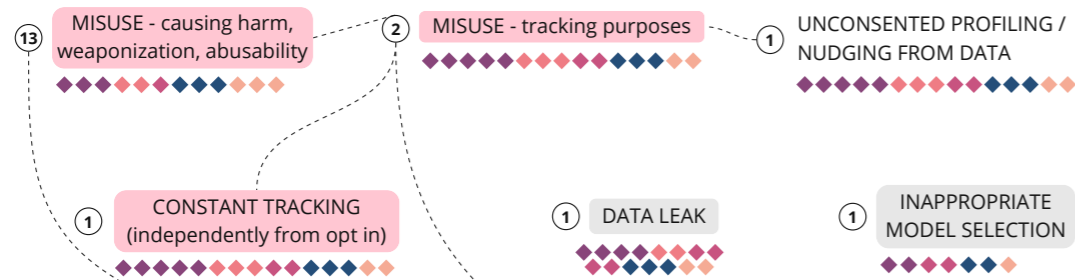 13
MISUSE - causing harm,
weaponization, abusability
2
MISUSE - tracking purposes
1
UNCONSENTED PROFILING /
NUDGING FROM DATA
1
CONSTANT TRACKING
(independently from opt in)
1
DATA LEAK
1
INAPPROPRIATE
MODEL SELECTION